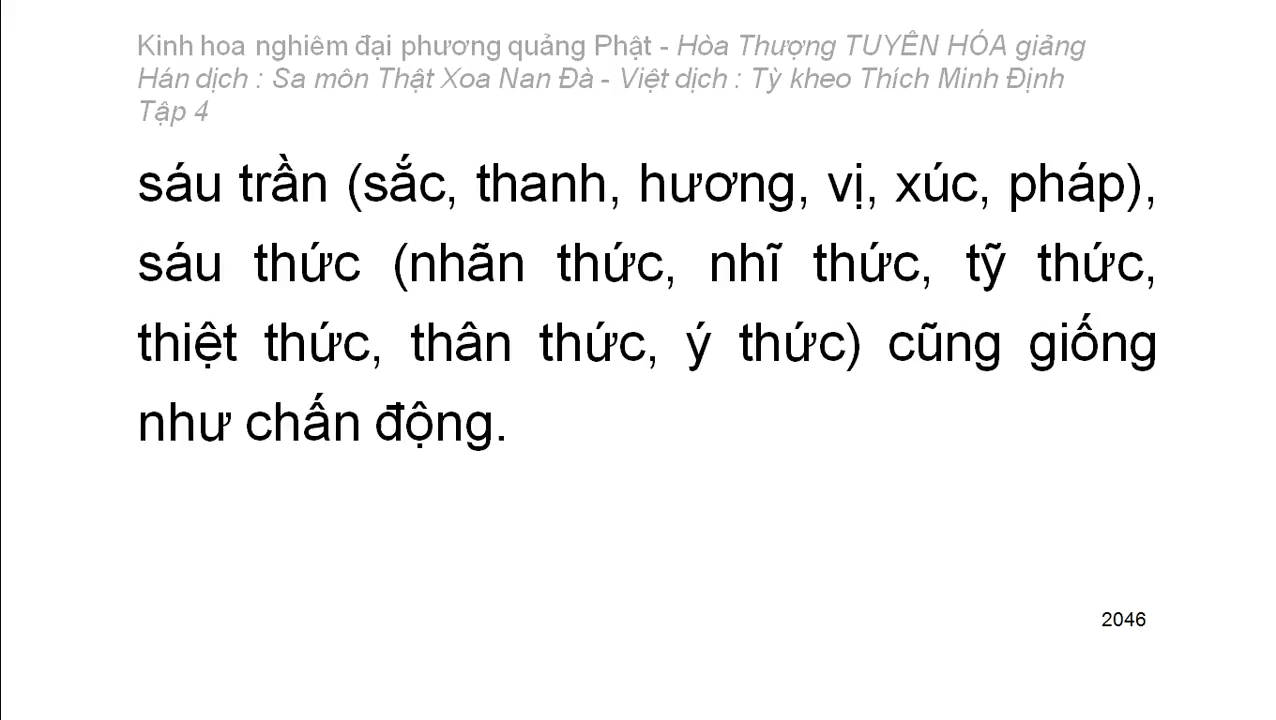 Kinh hoa nghiêm đại phương quảng Phật - Hòa Thượng TUYÊN HÓA giảng
Hán dịch : Sa môn Thật Xoa Nan Đà - Việt dịch : Tỳ kheo Thích Minh Định
Tập 4
sáu trần (sắc, thanh, hương, vị, xúc, pháp),
sáu thức (nhãn thức, nhĩ thức, tỹ thức,
thiệt thức, thân thức, ý thức) cũng giống
như chấn động.
2046